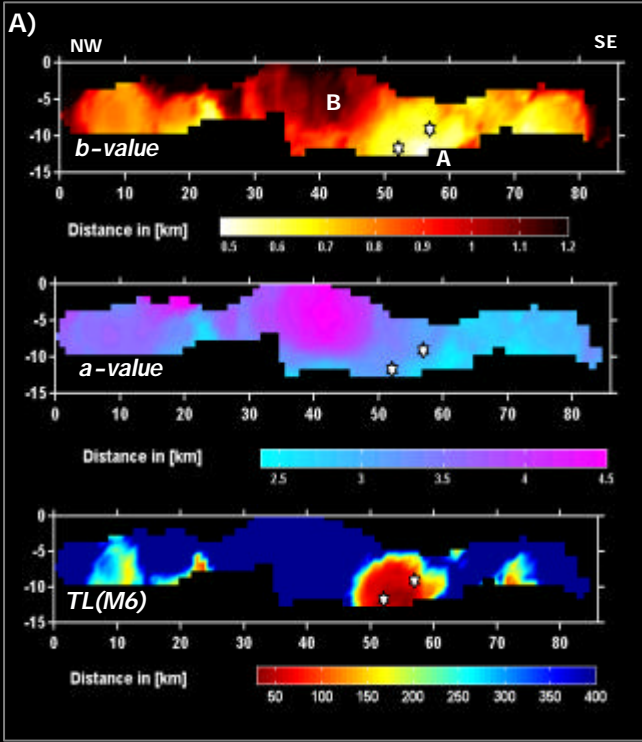 A)
NW SE
0
-5
-10
-15
B
A
b-value
0 10 20 30 40 50 60 70 80
Distance in [km]
0.5 0.6 0.7 0.8 0.9 1 1.1 1.2
0
-5
-10
-15
a-value
0 10 20 30 40 50 60 70 80
Distance in [km]
2.5 3 3.5 4 4.5
0
-5
-10
-15
TL(M6)
0 10 20 30 40 50 60 70 80
Distance in [km]
50 100 150 200 250 300 350 400